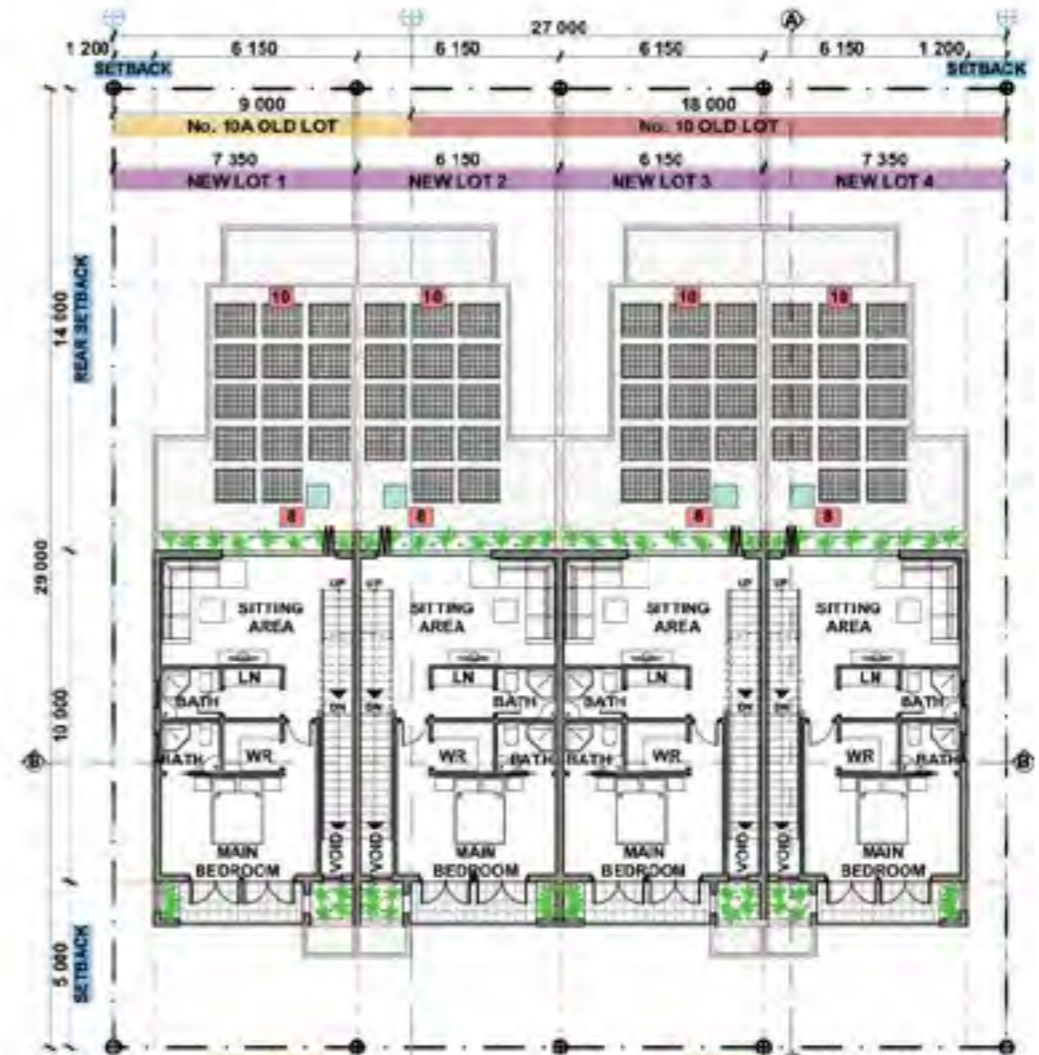 A
27 000
1 200 6 150 6 150 6 150 6 150 1 200
SETBACK SETBACK
9 000 18 000
No. 10A OLD LOT No. 10 OLD LOT
7 350 6 150 6 150 7 350
NEW LOT 1 NEW LOT 2 NEW LOT 3 NEW LOT 4
14 000
REAR SETBACK
10 10 10 10
8 8 8 8
29 000
UP UP UP UP
SITTING AREA
SITTING AREA
SITTING AREA
SITTING AREA
LN LN LN LN
BATH BATH BATH BATH
DN DN DN DN
10 000
WR WR WR WR
BATH BATH BATH BATH
B B
VOID VOID VOID VOID
MAIN BEDROOM
MAIN BEDROOM
MAIN BEDROOM
MAIN BEDROOM
5 000
SETBACK